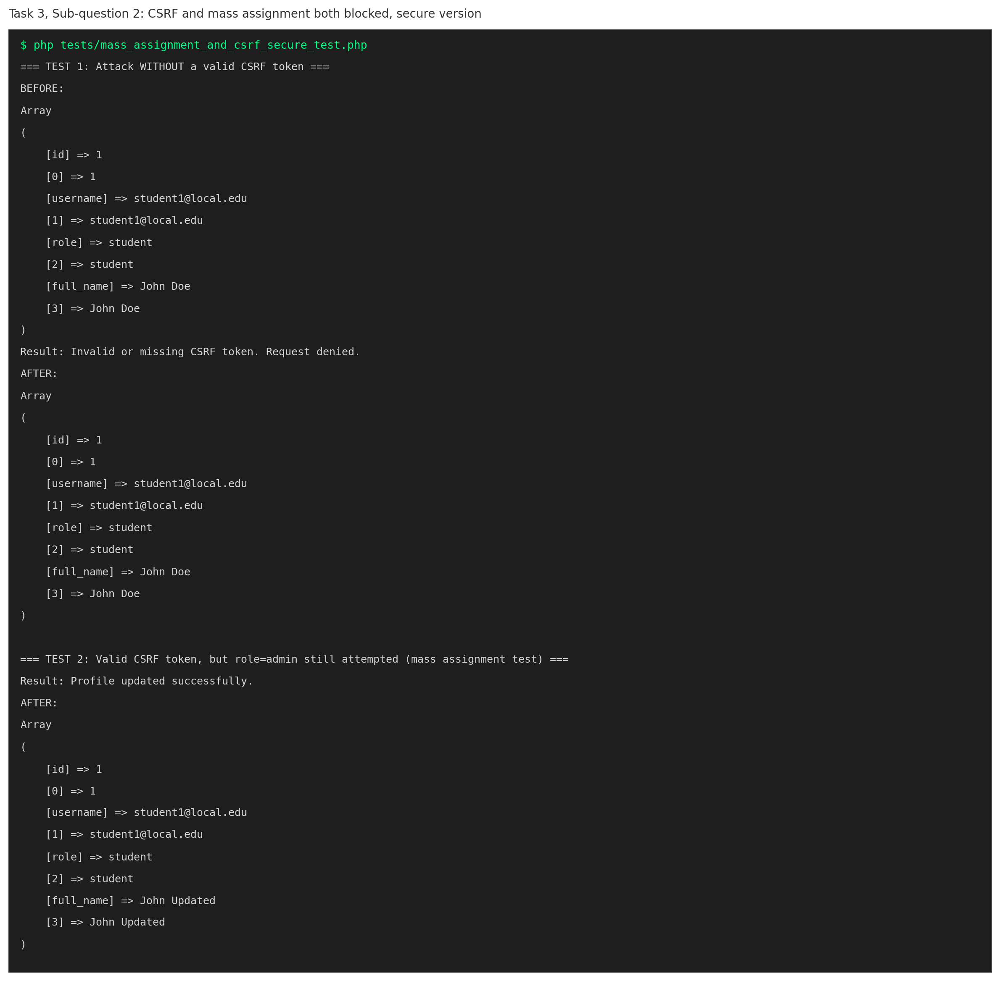 Task 3, Sub-question 2: CSRF and mass assignment both blocked, secure version
$ php tests/mass_assignment_and_csrf_secure_test.php
=== TEST 1: Attack WITHOUT a valid CSRF token ===
BEFORE:
Array
(
    [id] => 1
    [0] => 1
    [username] => student1@local.edu
    [1] => student1@local.edu
    [role] => student
    [2] => student
    [full_name] => John Doe
    [3] => John Doe
)
Result: Invalid or missing CSRF token. Request denied.
AFTER:
Array
(
    [id] => 1
    [0] => 1
    [username] => student1@local.edu
    [1] => student1@local.edu
    [role] => student
    [2] => student
    [full_name] => John Doe
    [3] => John Doe
)
=== TEST 2: Valid CSRF token, but role=admin still attempted (mass assignment test) ===
Result: Profile updated successfully.
AFTER:
Array
(
    [id] => 1
    [0] => 1
    [username] => student1@local.edu
    [1] => student1@local.edu
    [role] => student
    [2] => student
    [full_name] => John Updated
    [3] => John Updated
)